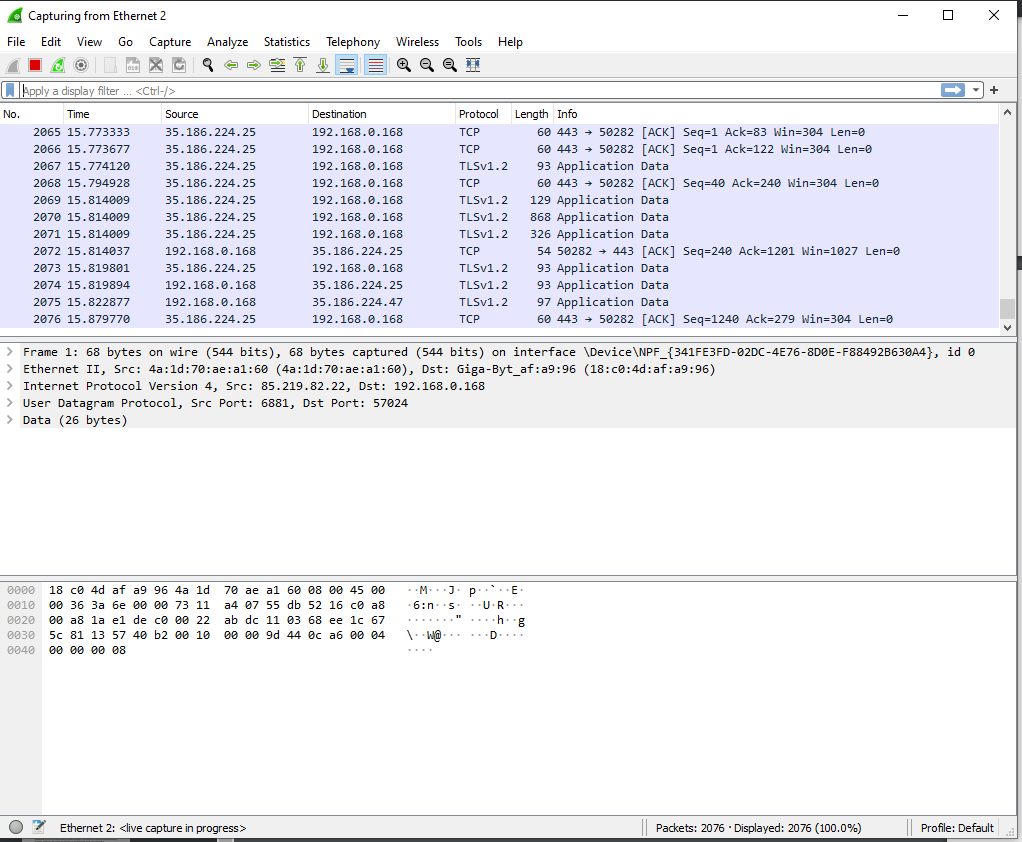 Capturing from Ethernet 2
File Edit View Go Capture Analyze Statistics Telephony Wireless Tools Help
Apply a display filter ... <Ctrl-/>
No. Time Source Destination Protocol Length Info
2065 15.773333 35.186.224.25 192.168.0.168 TCP 60 443 → 50282 [ACK] Seq=1 Ack=83 Win=304 Len=0
2066 15.773677 35.186.224.25 192.168.0.168 TCP 60 443 → 50282 [ACK] Seq=1 Ack=122 Win=304 Len=0
2067 15.774120 35.186.224.25 192.168.0.168 TLSv1.2 93 Application Data
2068 15.794928 35.186.224.25 192.168.0.168 TCP 60 443 → 50282 [ACK] Seq=40 Ack=240 Win=304 Len=0
2069 15.814009 35.186.224.25 192.168.0.168 TLSv1.2 129 Application Data
2070 15.814009 35.186.224.25 192.168.0.168 TLSv1.2 868 Application Data
2071 15.814009 35.186.224.25 192.168.0.168 TLSv1.2 326 Application Data
2072 15.814037 192.168.0.168 35.186.224.25 TCP 54 50282 → 443 [ACK] Seq=240 Ack=1201 Win=1027 Len=0
2073 15.819801 35.186.224.25 192.168.0.168 TLSv1.2 93 Application Data
2074 15.819894 192.168.0.168 35.186.224.25 TLSv1.2 93 Application Data
2075 15.822877 192.168.0.168 35.186.224.47 TLSv1.2 97 Application Data
2076 15.879770 35.186.224.25 192.168.0.168 TCP 60 443 → 50282 [ACK] Seq=1240 Ack=279 Win=304 Len=0
Frame 1: 68 bytes on wire (544 bits), 68 bytes captured (544 bits) on interface \Device\NPF_{341FE3FD-02DC-4E76-8D0E-F88492B630A4}, id 0
Ethernet II, Src: 4a:1d:70:ae:a1:60 (4a:1d:70:ae:a1:60), Dst: Giga-Byt_af:a9:96 (18:c0:4d:af:a9:96)
Internet Protocol Version 4, Src: 85.219.82.22, Dst: 192.168.0.168
User Datagram Protocol, Src Port: 6881, Dst Port: 57024
Data (26 bytes)
0000 18 c0 4d af a9 96 4a 1d 70 ae a1 60 08 00 45 00 ··M···J· p··`··E·
0010 00 36 3a 6e 00 00 73 11 a4 07 55 db 52 16 c0 a8 ·6:n··s· ··U·R···
0020 00 a8 1a e1 de c0 00 22 ab dc 11 03 68 ee 1c 67 ·······" ····h··g
0030 5c 81 13 57 40 b2 00 10 00 00 9d 44 0c a6 00 04 \··W@··· ···D····
0040 00 00 00 08 ····
Ethernet 2: <live capture in progress> Packets: 2076 · Displayed: 2076 (100.0%) Profile: Default